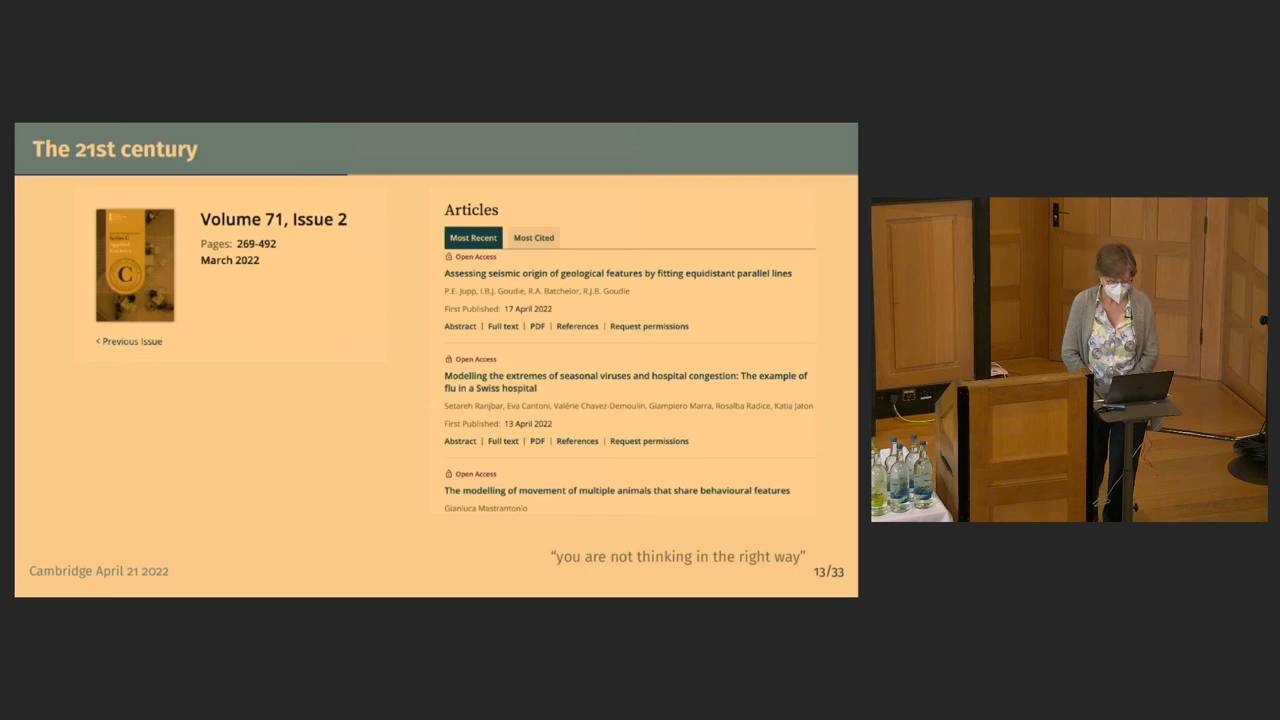 The 21st century
C
Volume 71, Issue 2
Pages: 269-492
March 2022
< Previous Issue
Articles
Most Recent Most Cited
Open Access
Assessing seismic origin of geological features by fitting equidistant parallel lines
P.E. Jupp, I.B.J. Goudie, R.A. Batchelor, R.J.B. Goudie
First Published: 17 April 2022
Abstract | Full text | PDF | References | Request permissions
Open Access
Modelling the extremes of seasonal viruses and hospital congestion: The example of
flu in a Swiss hospital
Setareh Ranjbar, Eva Cantoni, Valérie Chavez-Demoulin, Giampiero Marra, Rosalba Radice, Katia Jaton
First Published: 13 April 2022
Abstract | Full text | PDF | References | Request permissions
Open Access
The modelling of movement of multiple animals that share behavioural features
Gianluca Mastrantonio
"you are not thinking in the right way"
Cambridge April 21 2022
13/33